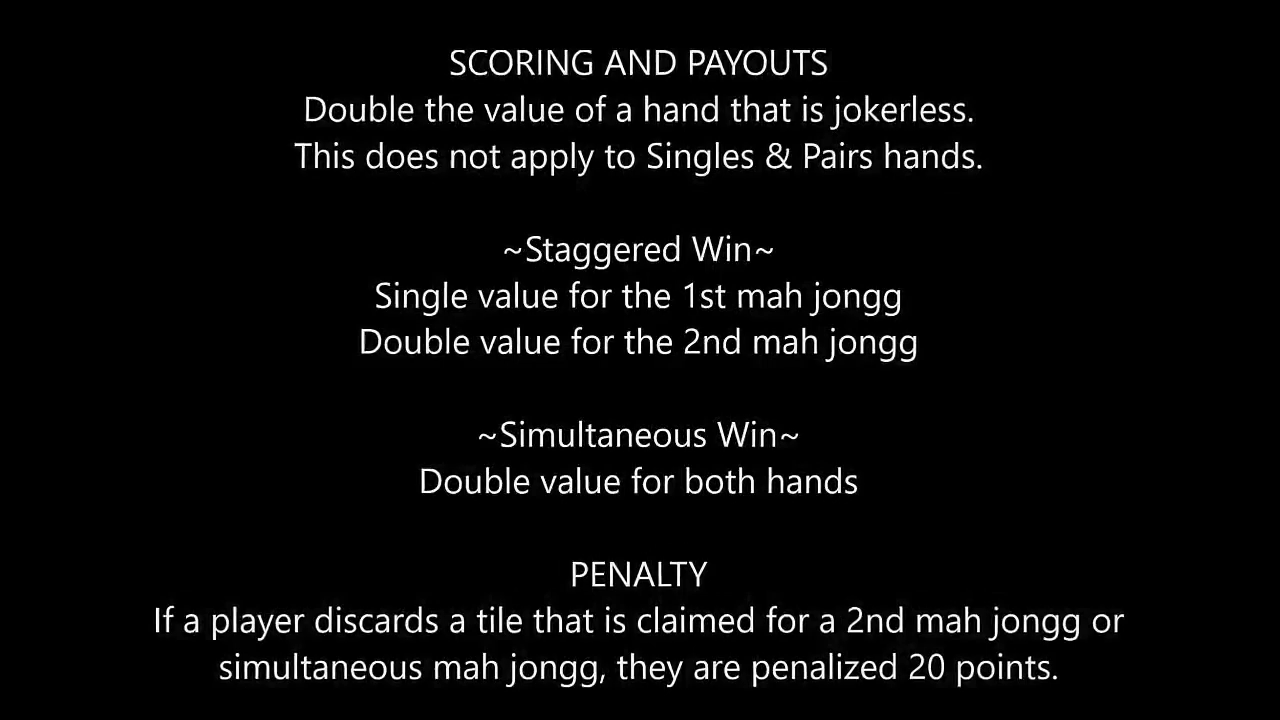 SCORING AND PAYOUTS
Double the value of a hand that is jokerless.
This does not apply to Singles & Pairs hands.
~Staggered Win~
Single value for the 1st mah jongg
Double value for the 2nd mah jongg
~Simultaneous Win~
Double value for both hands
PENALTY
If a player discards a tile that is claimed for a 2nd mah jongg or
simultaneous mah jongg, they are penalized 20 points.